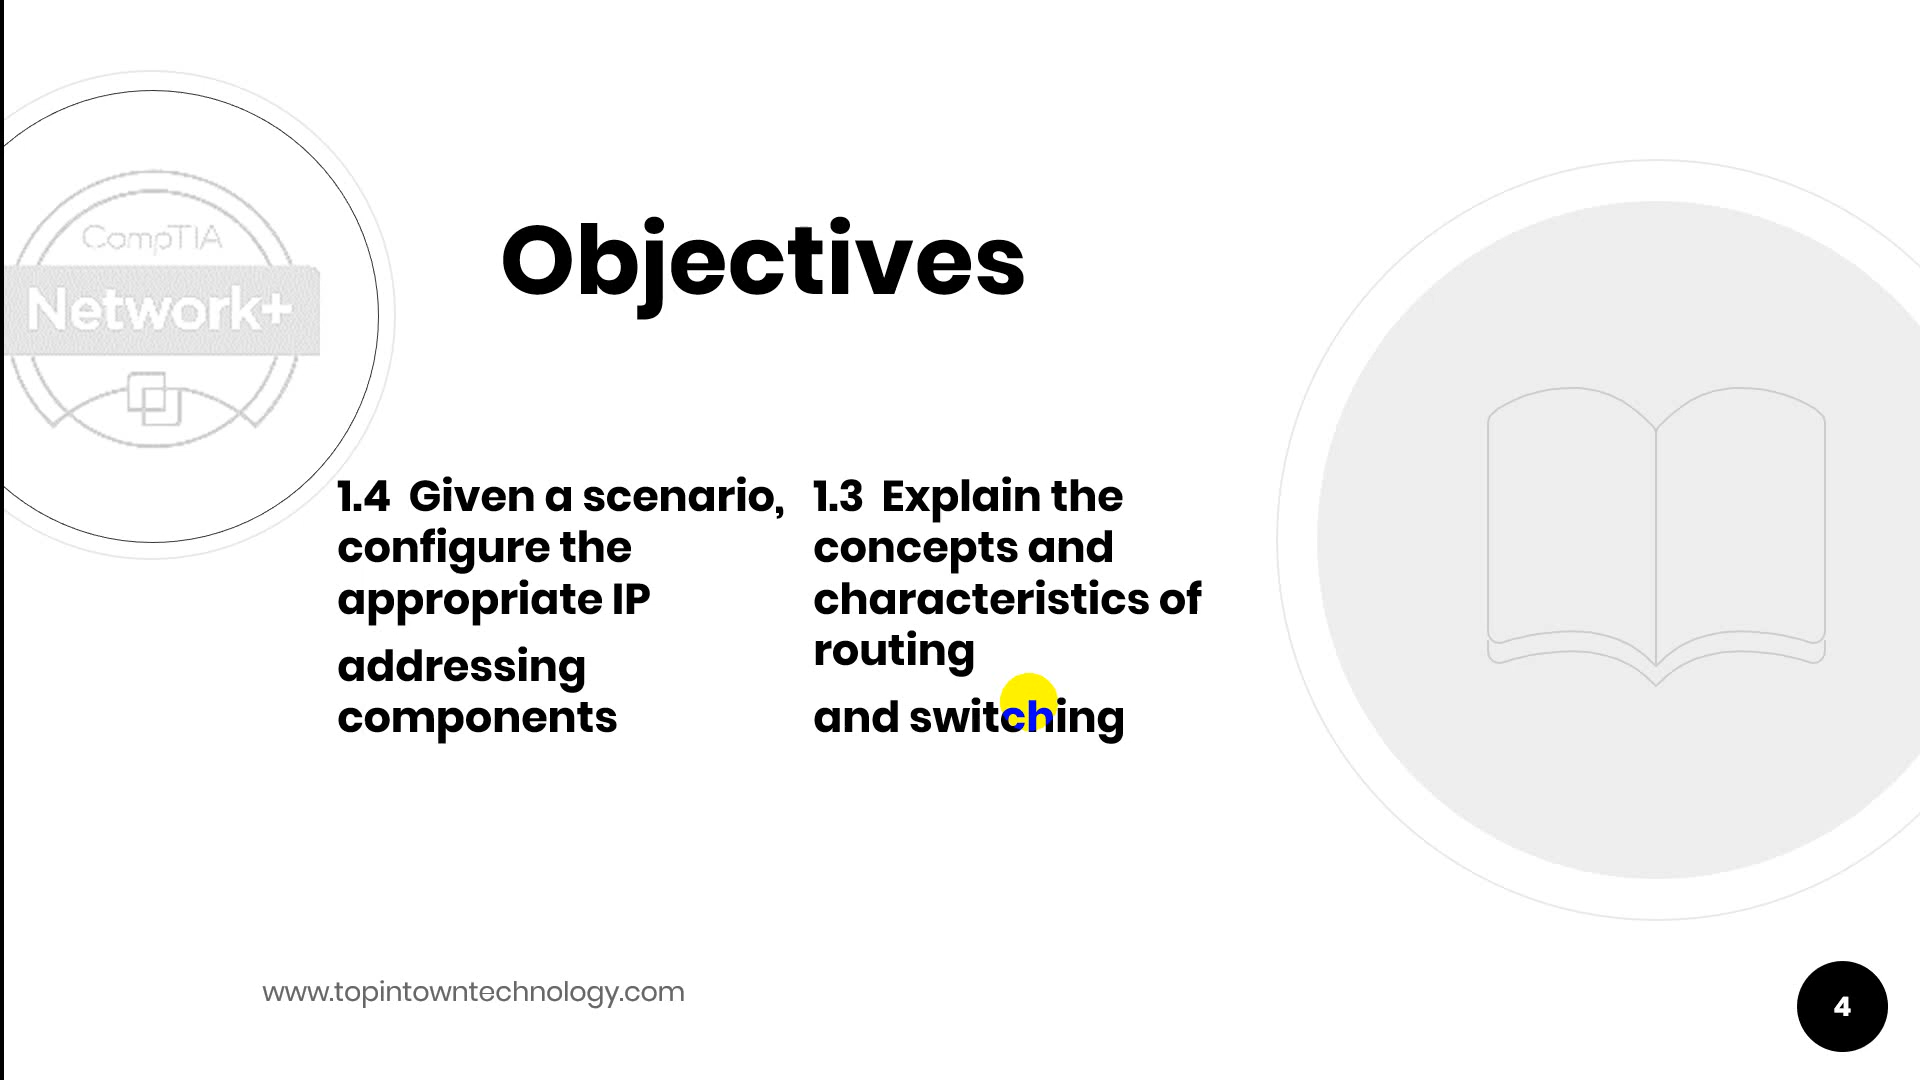 CompTIA
Network+
Objectives
1.4 Given a scenario,
configure the
appropriate IP
addressing
components
1.3 Explain the
concepts and
characteristics of
routing
and switching
www.topintowntechnology.com
4